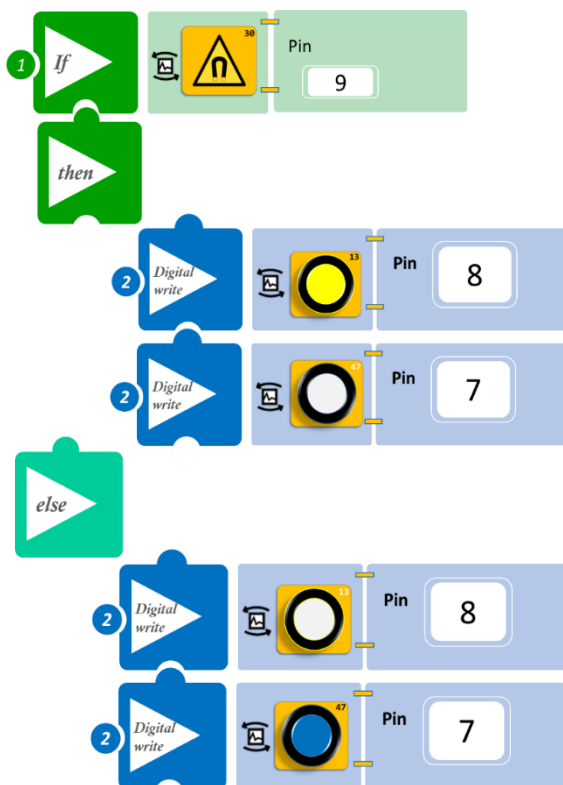 30
Pin
1
If
9
then
13
Pin
8
2
Digital
write
47
Pin
7
2
Digital
write
else
13
Pin
8
2
Digital
write
47
Pin
7
2
Digital
write